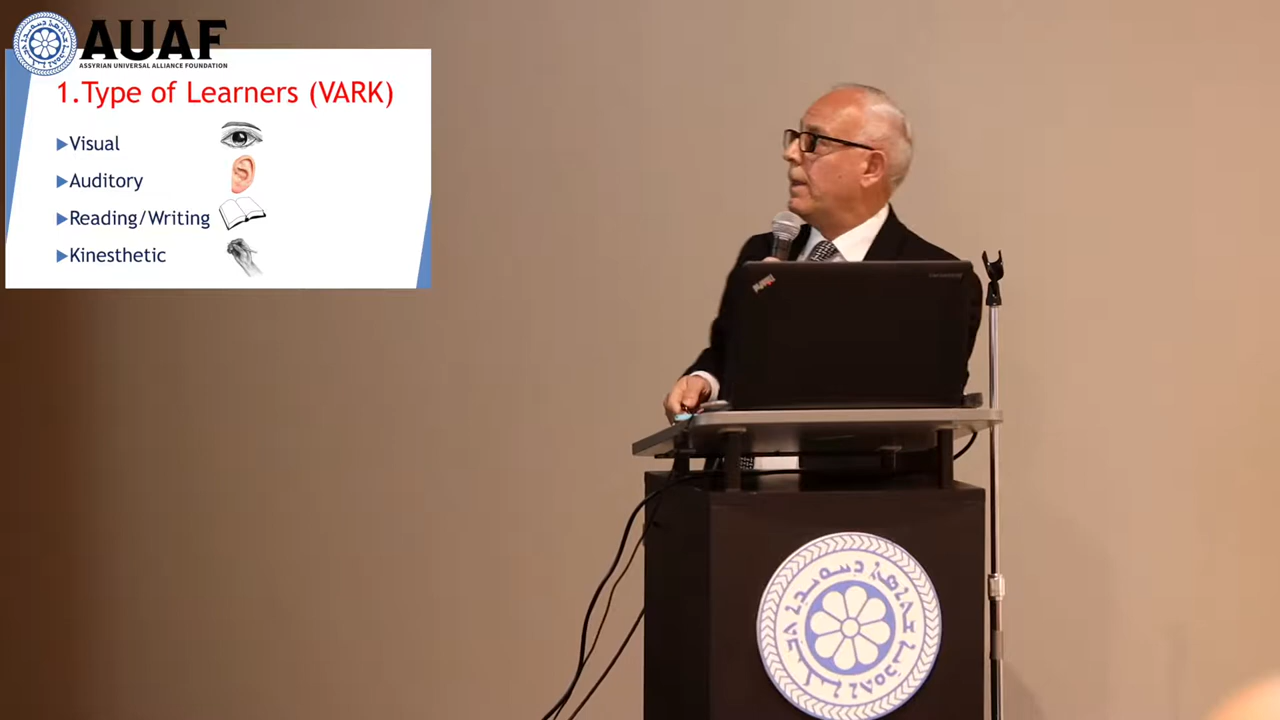 AUAF
ASSYRIAN UNIVERSAL ALLIANCE FOUNDATION
1.Type of Learners (VARK)
▶Visual
▶Auditory
▶Reading/Writing
▶Kinesthetic